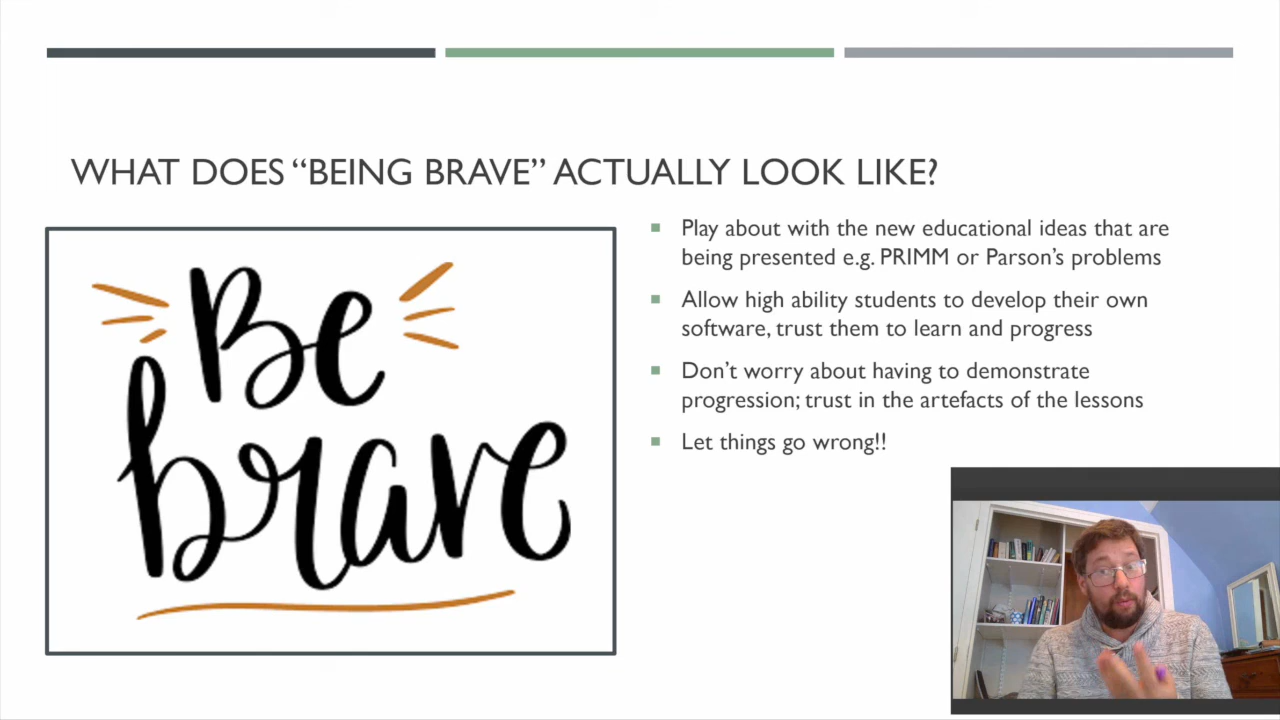 WHAT DOES “BEING BRAVE” ACTUALLY LOOK LIKE?
Be
brave
Play about with the new educational ideas that are
being presented e.g. PRIMM or Parson’s problems
Allow high ability students to develop their own
software, trust them to learn and progress
Don’t worry about having to demonstrate
progression; trust in the artefacts of the lessons
Let things go wrong!!